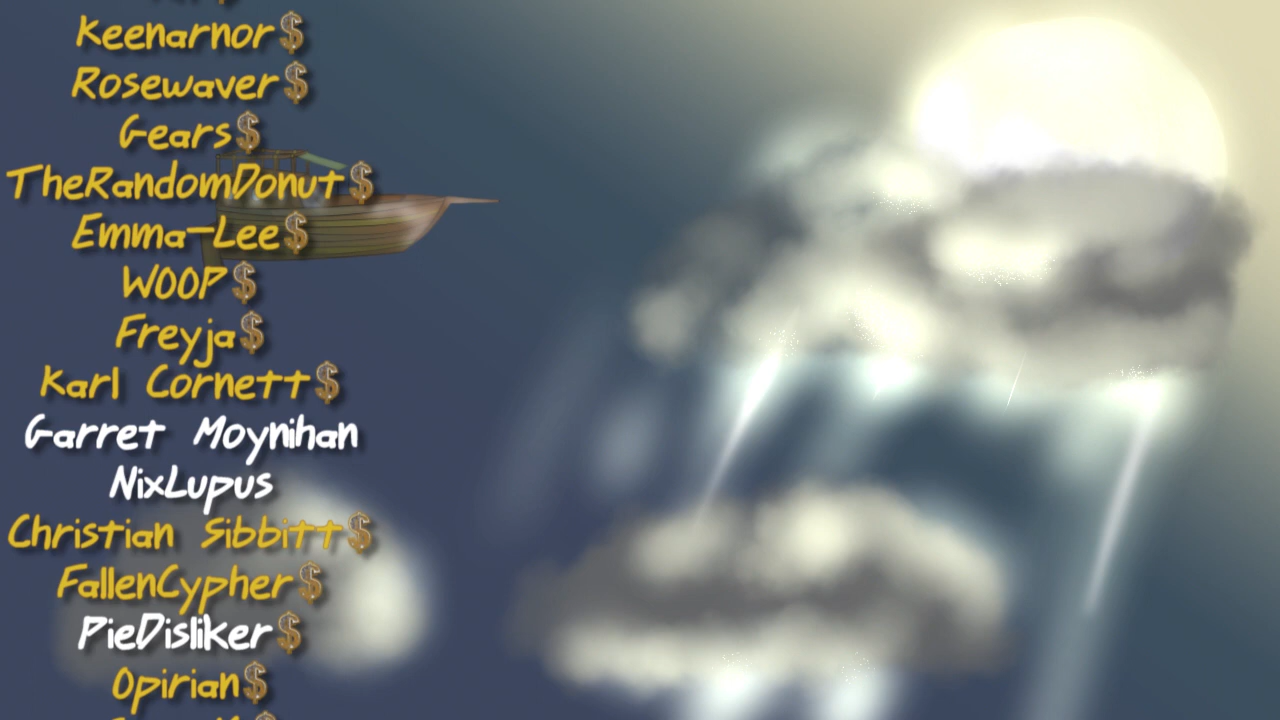 Keenarnor$
Rosewaver$
Gears$
TheRandomDonut$
Emma-Lee$
WOOP$
Freyja$
Karl Cornett$
Garret Moynihan
NixLupus
Christian Sibbitt$
FallenCypher$
PieDisliker$
Opirian$